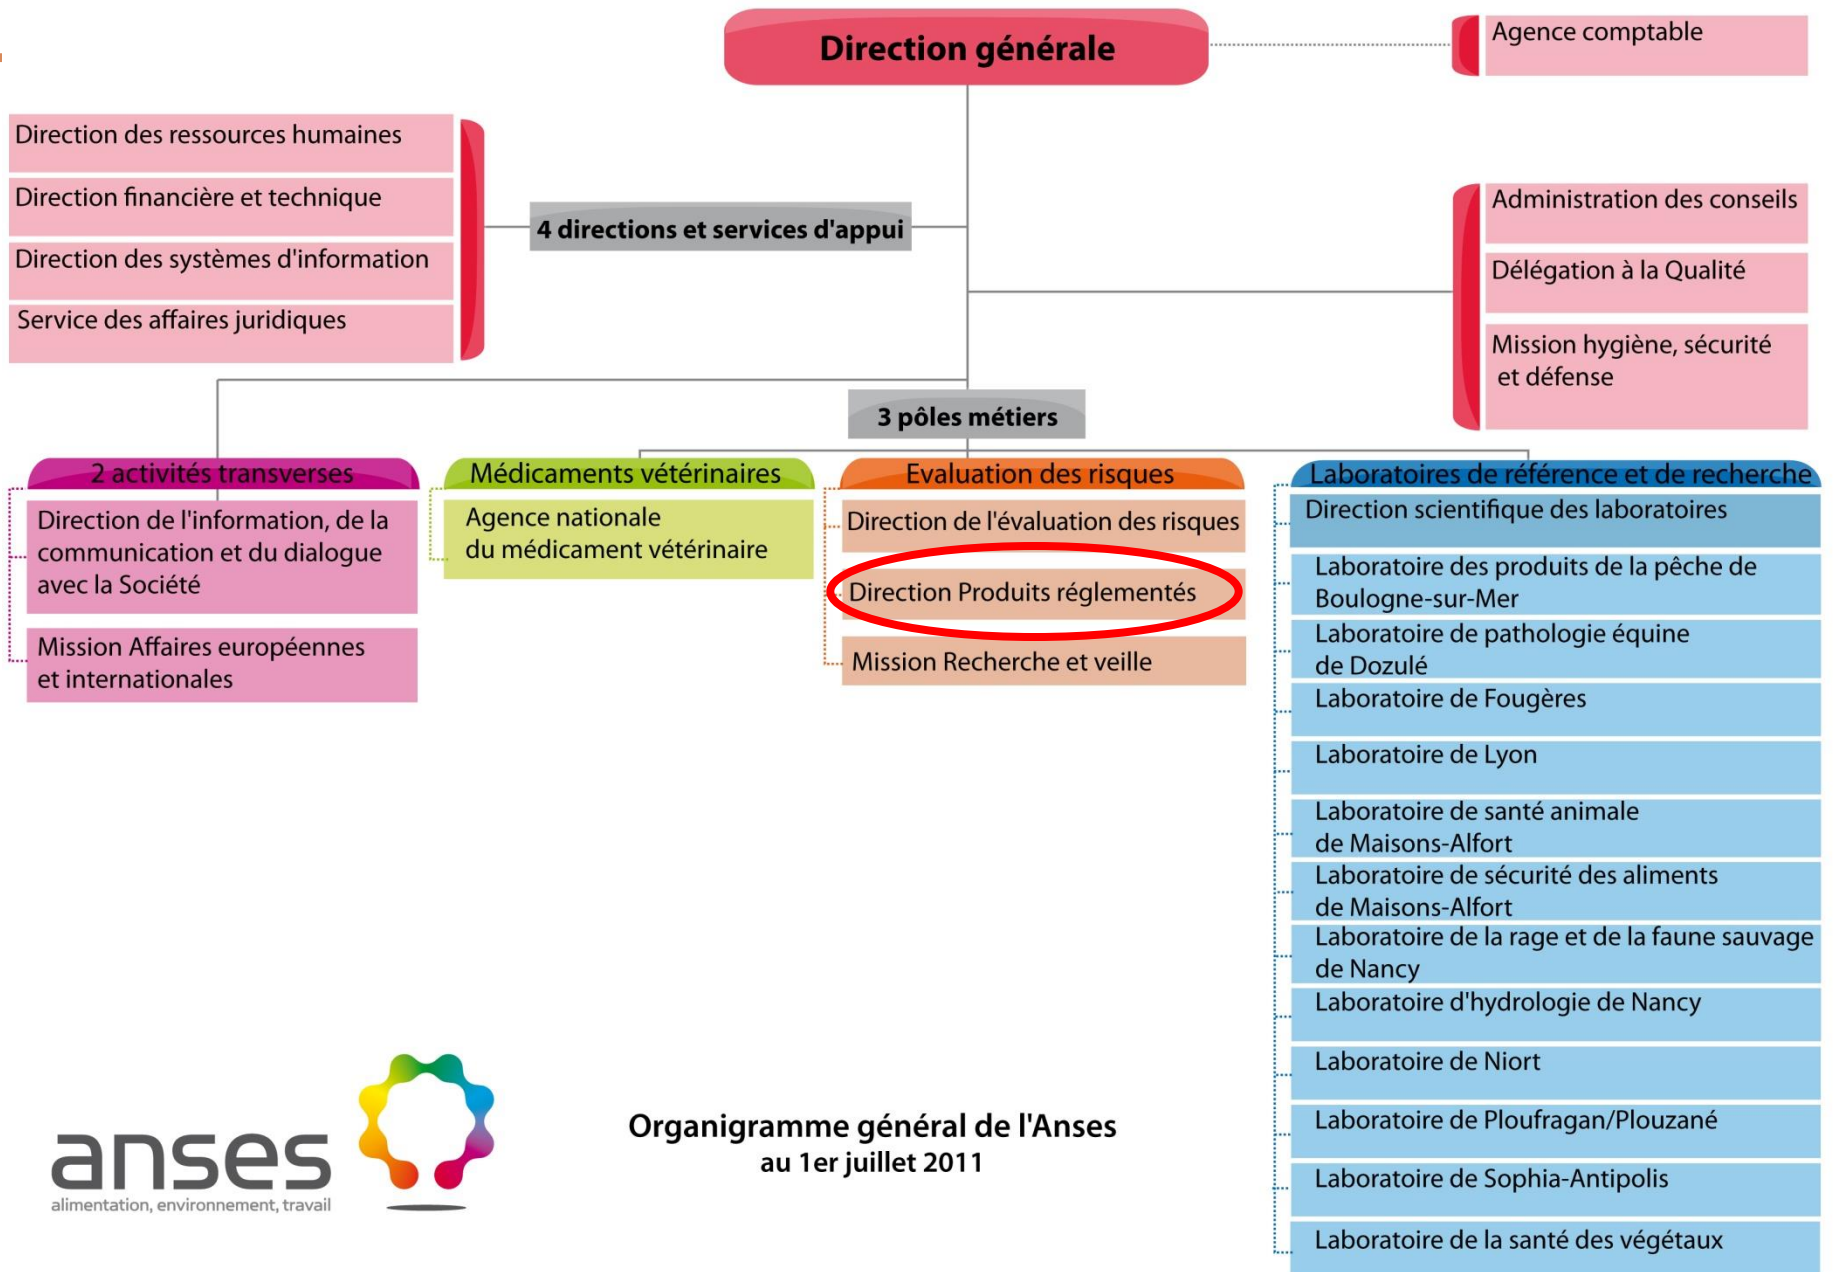 Direction générale
Agence comptable
Direction des ressources humaines
Direction financière et technique
Direction des systèmes d'information
Service des affaires juridiques
4 directions et services d'appui
Administration des conseils
Délégation à la Qualité
Mission hygiène, sécurité
et défense
3 pôles métiers
2 activités transverses
Direction de l'information, de la
communication et du dialogue
avec la Société
Mission Affaires européennes
et internationales
Médicaments vétérinaires
Agence nationale
du médicament vétérinaire
Evaluation des risques
Direction de l'évaluation des risques
Direction Produits réglementés
Mission Recherche et veille
Laboratoires de référence et de recherche
Direction scientifique des laboratoires
Laboratoire des produits de la pêche de
Boulogne-sur-Mer
Laboratoire de pathologie équine
de Dozulé
Laboratoire de Fougères
Laboratoire de Lyon
Laboratoire de santé animale
de Maisons-Alfort
Laboratoire de sécurité des aliments
de Maisons-Alfort
Laboratoire de la rage et de la faune sauvage
de Nancy
Laboratoire d'hydrologie de Nancy
Laboratoire de Niort
Laboratoire de Ploufragan/Plouzané
Laboratoire de Sophia-Antipolis
Laboratoire de la santé des végétaux
anses
alimentation, environnement, travail
Organigramme général de l'Anses
au 1er juillet 2011